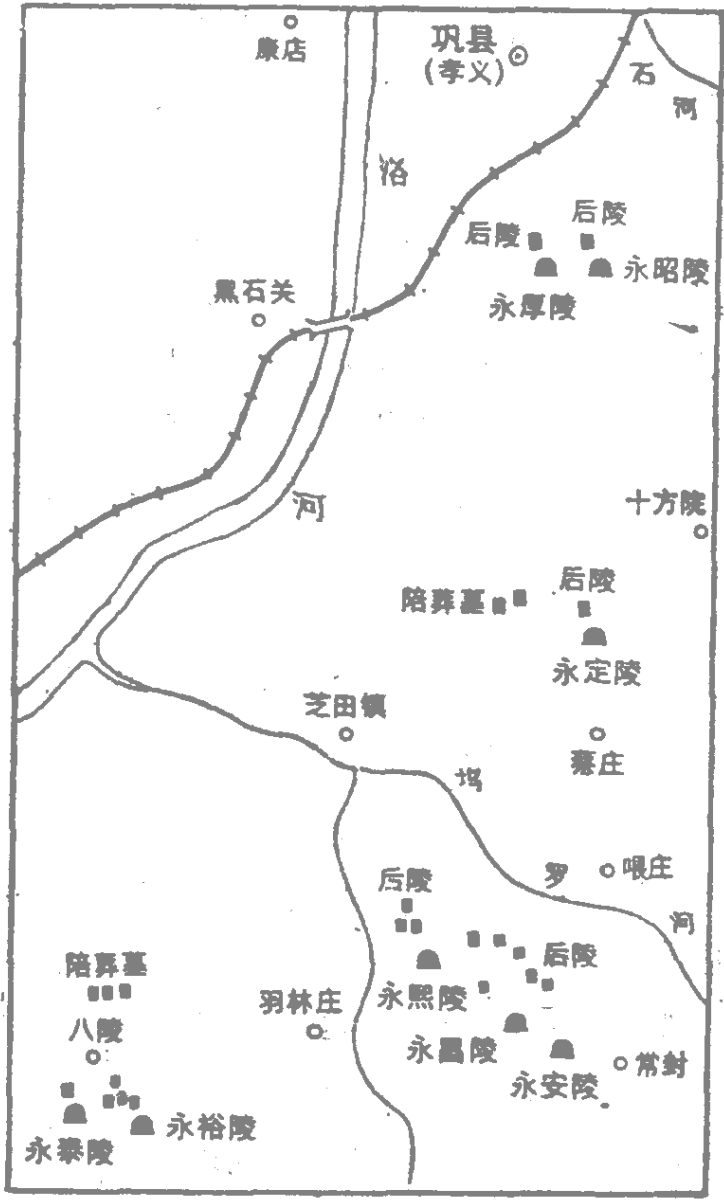 康店
巩县
(孝义)
石
河
洛
后陵
后陵
永昭陵
永厚陵
黑石关
河
十方院
后陵
陪葬墓
永定陵
芝田镇
蔡庄
坞
罗
喂庄
河
后陵
后陵
陪葬墓
永熙陵
羽林庄
八陵
永昌陵
常封
永安陵
永裕陵
永泰陵